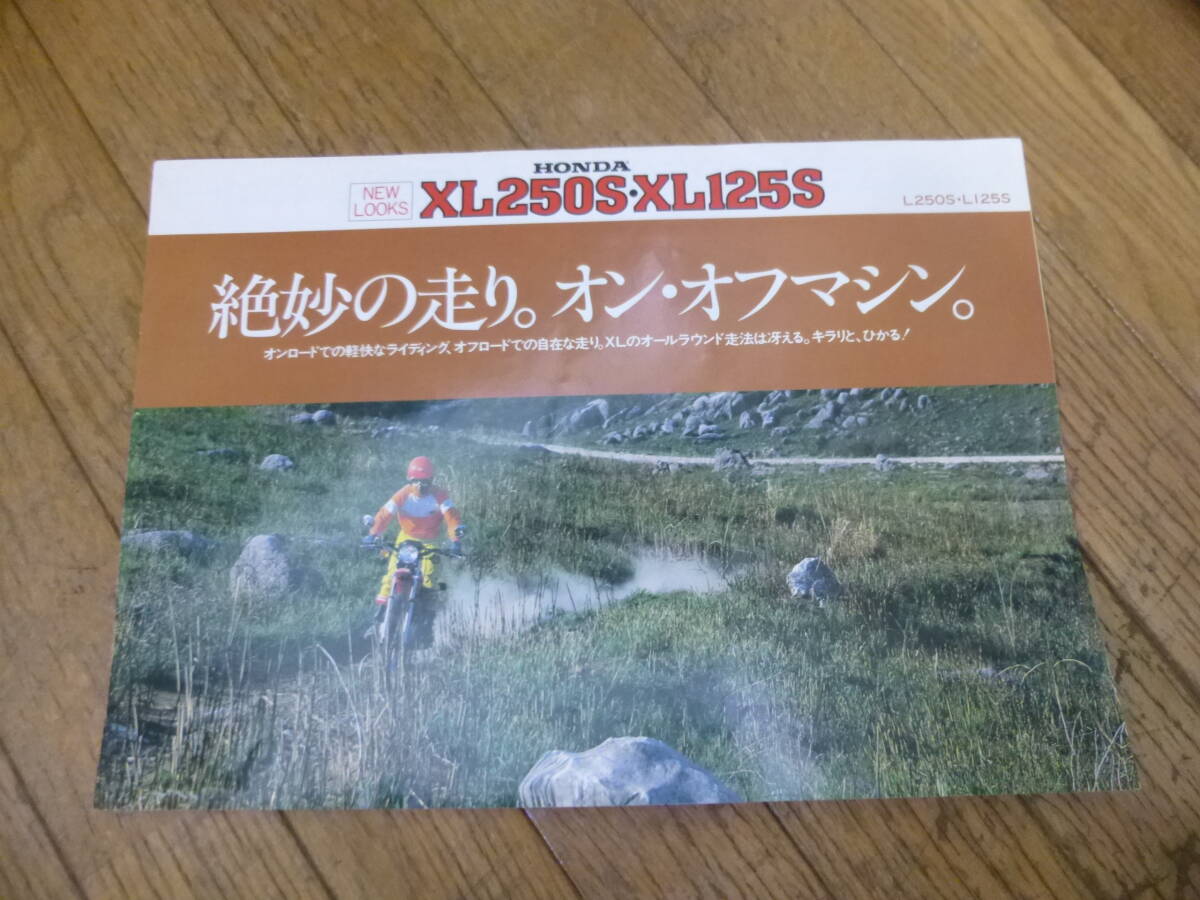 HONDA
NEW LOOKS XL250S・XL125S L250S・L125S
絶妙の走り。オン・オフマシン。
オンロードでの軽快なライディング、オフロードでの自在な走り。XLのオールラウンド走法は冴える。キラリと、ひかる!